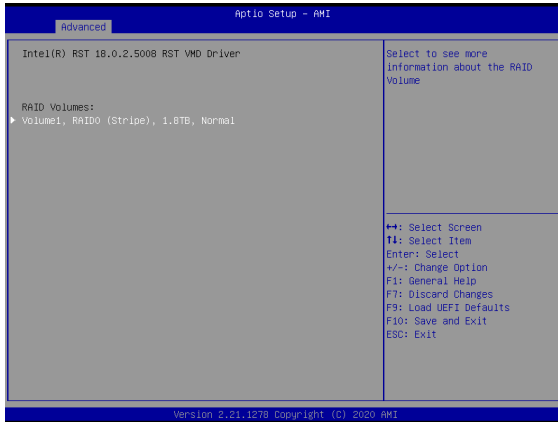 Aptio Setup - AMI
Advanced
Intel(R) RST 18.0.2.5008 RST VMD Driver
RAID Volumes:
Volume1, RAID0 (Stripe), 1.8TB, Normal
Select to see more
information about the RAID
Volume
↔: Select Screen
↑↓: Select Item
Enter: Select
+/-: Change Option
F1: General Help
F7: Discard Changes
F9: Load UEFI Defaults
F10: Save and Exit
ESC: Exit
Version 2.21.1278 Copyright (C) 2020 AMI